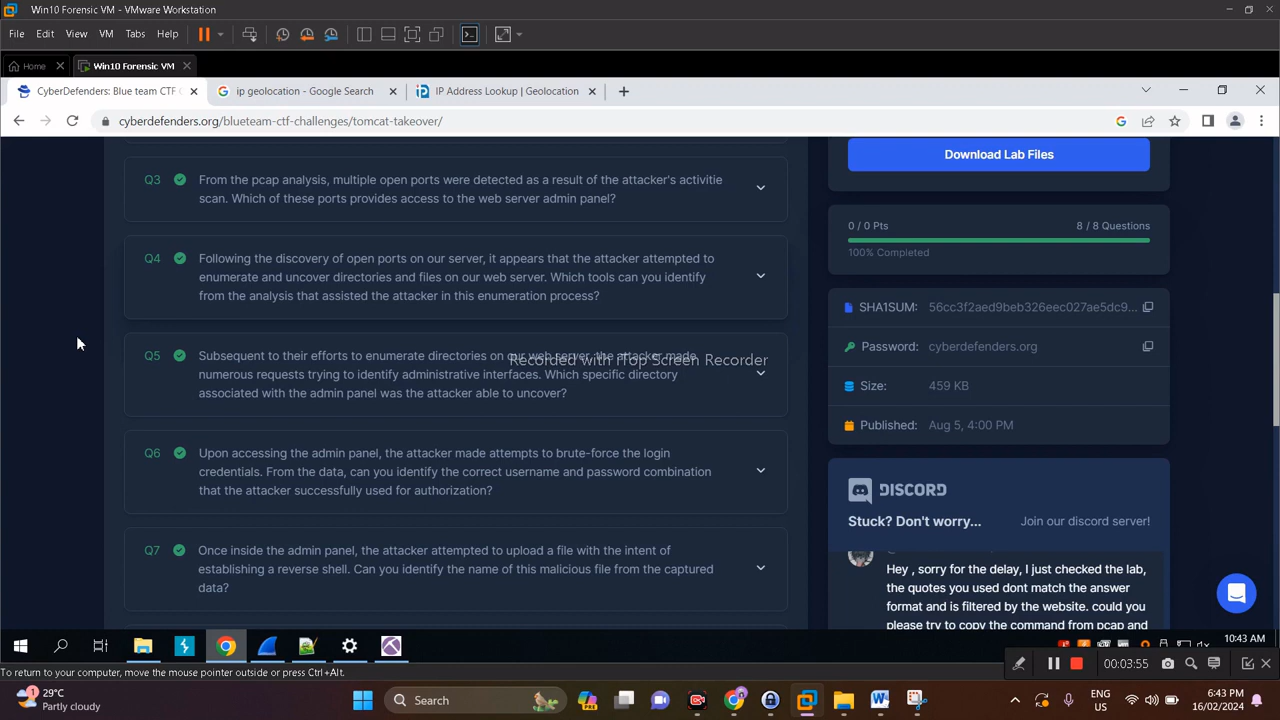 Win10 Forensic VM - VMware Workstation
File Edit View VM Tabs Help
Home Win10 Forensic VM
CyberDefenders: Blue team CTF C ip geolocation - Google Search IP Address Lookup | Geolocation
cyberdefenders.org/blueteam-ctf-challenges/tomcat-takeover/
Q3 From the pcap analysis, multiple open ports were detected as a result of the attacker's activitie
scan. Which of these ports provides access to the web server admin panel?
Q4 Following the discovery of open ports on our server, it appears that the attacker attempted to
enumerate and uncover directories and files on our web server. Which tools can you identify
from the analysis that assisted the attacker in this enumeration process?
Q5 Subsequent to their efforts to enumerate directories on our web server, the attacker made
numerous requests trying to identify administrative interfaces. Which specific directory
associated with the admin panel was the attacker able to uncover?
Q6 Upon accessing the admin panel, the attacker made attempts to brute-force the login
credentials. From the data, can you identify the correct username and password combination
that the attacker successfully used for authorization?
Q7 Once inside the admin panel, the attacker attempted to upload a file with the intent of
establishing a reverse shell. Can you identify the name of this malicious file from the captured
data?
Recorded with iTop Screen Recorder
Download Lab Files
0 / 0 Pts 8 / 8 Questions
100% Completed
SHA1SUM: 56cc3f2aed9beb326eec027ae5dc9...
Password: cyberdefenders.org
Size: 459 KB
Published: Aug 5, 4:00 PM
DISCORD
Stuck? Don't worry... Join our discord server!
Hey , sorry for the delay, I just checked the lab,
the quotes you used dont match the answer
format and is filtered by the website. could you
please try to copy the command from pcap and
10:43 AM
To return to your computer, move the mouse pointer outside or press Ctrl+Alt.
00:03:55
1
29°C
Partly cloudy
Search
PRE
ENG
US
6:43 PM
16/02/2024